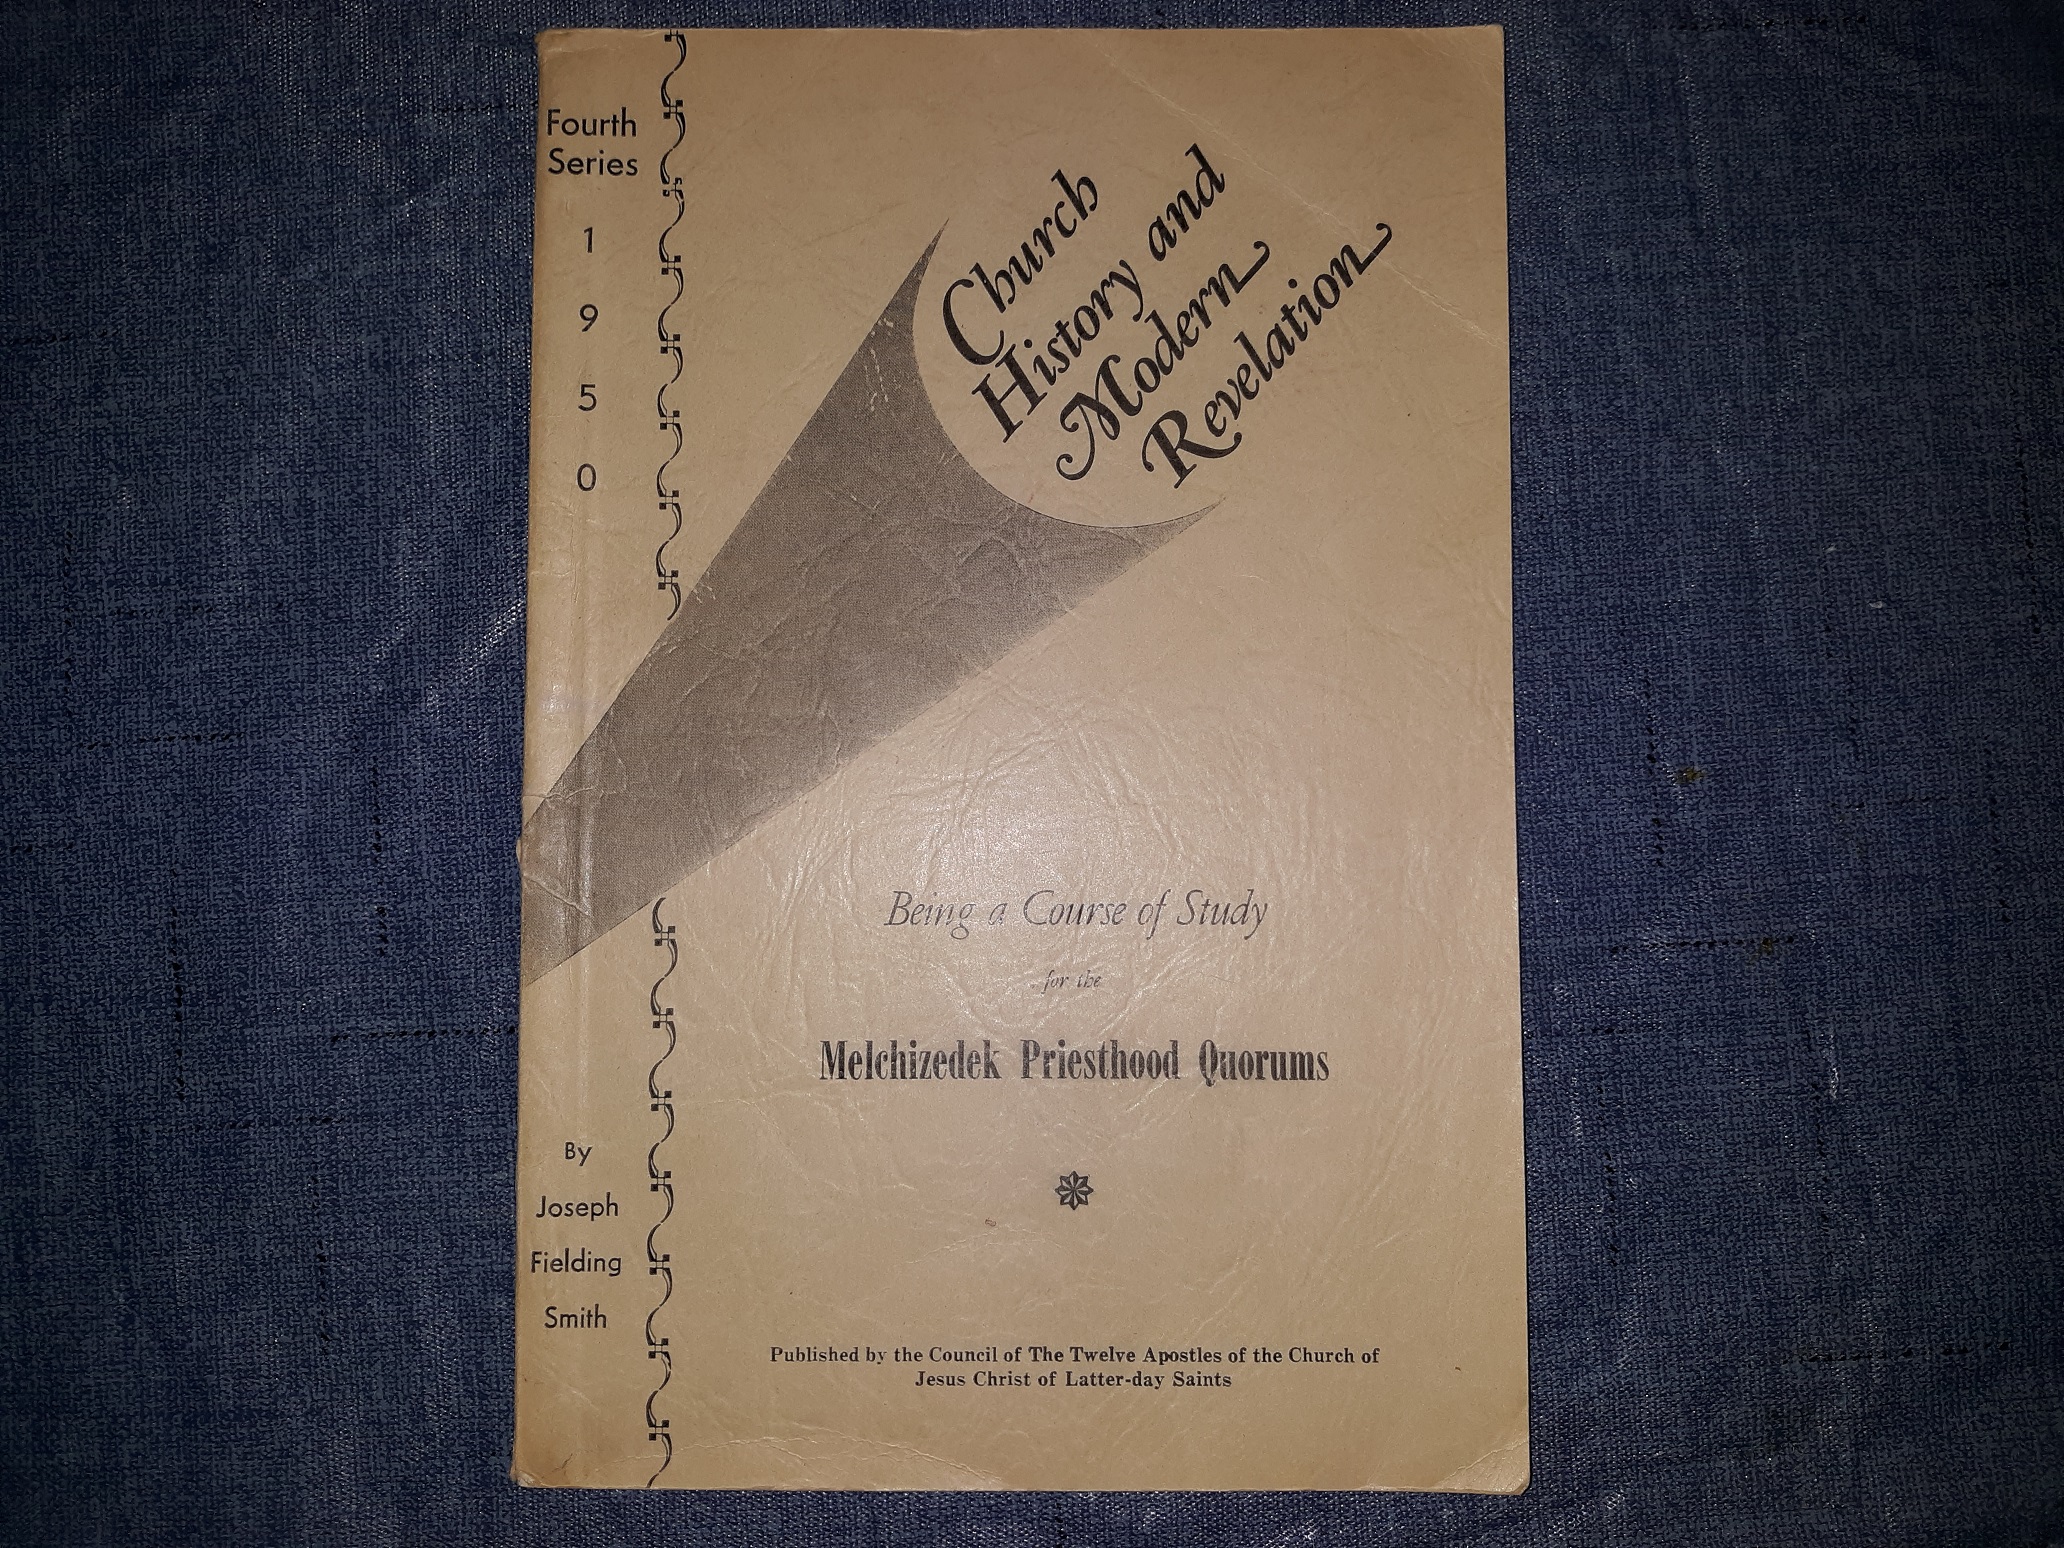 Fourth
Series
1
9
5
0
Church
History and
Modern
Revelation
Being a Course of Study
for the
Melchizedek Priesthood Quorums
By
Joseph
Fielding
Smith
Published by the Council of The Twelve Apostles of the Church of
Jesus Christ of Latter-day Saints